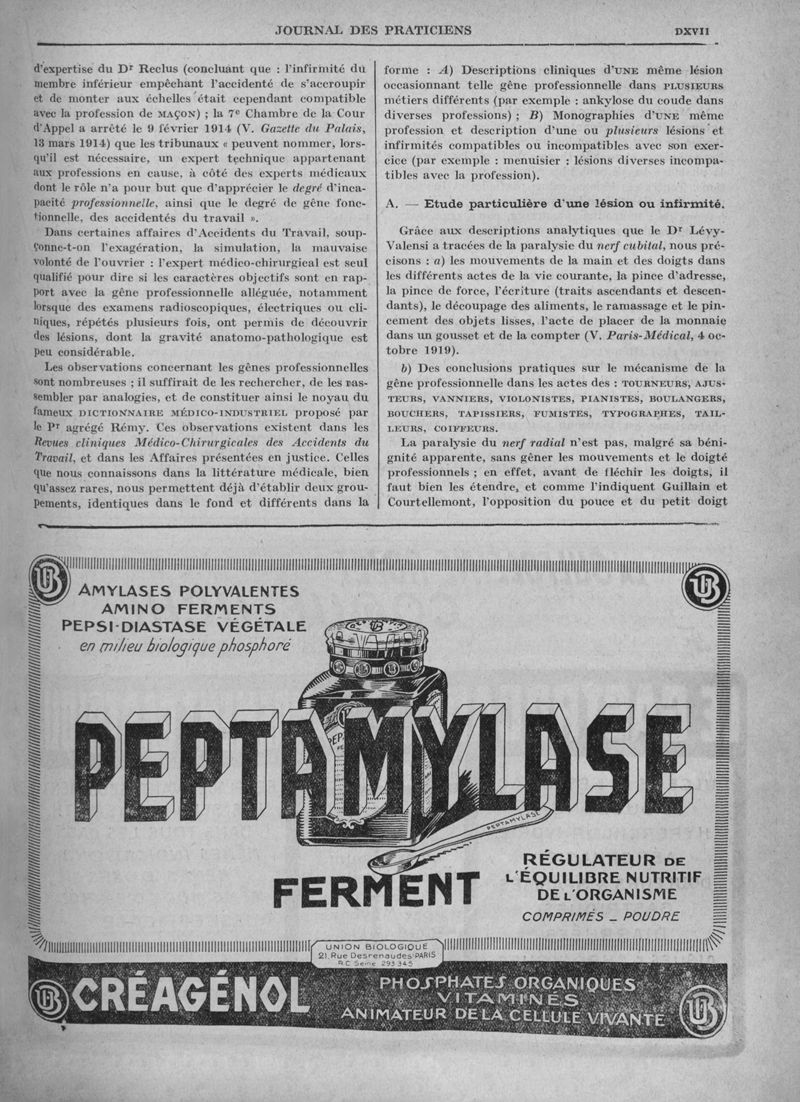 JOURNAL DES PRATICIENS
DXVII
d'expertise du Dr Reclus (concluant que : l'infirmité du
membre inférieur empêchant l'accidenté de s'accroupir
et de monter aux échelles était cependant compatible
avec la profession de MAÇON) ; la 7e Chambre de la Cour
d'Appel a arrêté le 9 février 1914 (V. Gazette du Palais,
13 mars 1914) que les tribunaux « peuvent nommer, lors-
qu'il est nécessaire, un expert technique appartenant
aux professions en cause, à côté des experts médicaux
dont le rôle n'a pour but que d'apprécier le degré d'inca-
pacité professionnelle, ainsi que le degré de gêne fonc-
tionnelle, des accidentés du travail ».
Dans certaines affaires d'Accidents du Travail, soup-
çonne-t-on l'exagération, la simulation, la mauvaise
volonté de l'ouvrier : l'expert médico-chirurgical est seul
qualifié pour dire si les caractères objectifs sont en rap-
port avec la gêne professionnelle alléguée, notamment
lorsque des examens radioscopiques, électriques ou cli-
niques, répétés plusieurs fois, ont permis de découvrir
des lésions, dont la gravité anatomo-pathologique est
peu considérable.
Les observations concernant les gênes professionnelles
sont nombreuses ; il suffirait de les rechercher, de les ras-
sembler par analogies, et de constituer ainsi le noyau du
fameux DICTIONNAIRE MÉDICO-INDUSTRIEL proposé par
le Pr agrégé Rémy. Ces observations existent dans les
Revues cliniques Médico-Chirurgicales des Accidents du
Travail, et dans les Affaires présentées en justice. Celles
que nous connaissons dans la littérature médicale, bien
qu'assez rares, nous permettent déjà d'établir deux grou-
pements, identiques dans le fond et différents dans la
forme : A) Descriptions cliniques d'UNE même lésion
occasionnant telle gêne professionnelle dans PLUSIEURS
métiers différents (par exemple : ankylose du coude dans
diverses professions) ; B) Monographies d'UNE même
profession et description d'une ou plusieurs lésions et
infirmités compatibles ou incompatibles avec son exer-
cice (par exemple : menuisier : lésions diverses incompa-
tibles avec la profession).
A. — Etude particulière d'une lésion ou infirmité.
Grâce aux descriptions analytiques que le Dr Lévy-
Valensi a tracées de la paralysie du nerf cubital, nous pré-
cisons : a) les mouvements de la main et des doigts dans
les différents actes de la vie courante, la pince d'adresse,
la pince de force, l'écriture (traits ascendants et descen-
dants), le découpage des aliments, le ramassage et le pin-
cement des objets lisses, l'acte de placer de la monnaie
dans un gousset et de la compter (V. Paris-Médical, 4 oc-
tobre 1919).
b) Des conclusions pratiques sur le mécanisme de la
gêne professionnelle dans les actes des : TOURNEURS, AJUS-
TEURS, VANNIERS, VIOLONISTES, PIANISTES, BOULANGERS,
BOUCHERS, TAPISSIERS, FUMISTES, TYPOGRAPHES, TAIL-
LEURS, COIFFEURS.
La paralysie du nerf radial n'est pas, malgré sa béni-
gnité apparente, sans gêner les mouvements et le doigté
professionnels ; en effet, avant de fléchir les doigts, il
faut bien les étendre, et comme l'indiquent Guillain et
Courtellemont, l'opposition du pouce et du petit doigt
UB
UB
AMYLASES POLYVALENTES
AMINO FERMENTS
PEPSI-DIASTASE VÉGÉTALE
en milieu biologique phosphoré
UB
PEPTAMYLASE
PEPTAMYLASE
FERMENT
RÉGULATEUR DE
L'ÉQUILIBRE NUTRITIF
DE L'ORGANISME
COMPRIMÉS _ POUDRE
UNION BIOLOGIQUE
21, Rue Desrenaudes. PARIS
R.C. Seine 293 345
UB
CRÉAGÉNOL
PHOSPHATES ORGANIQUES
VITAMINÉS
ANIMATEUR DE LA CELLULE VIVANTE
UB